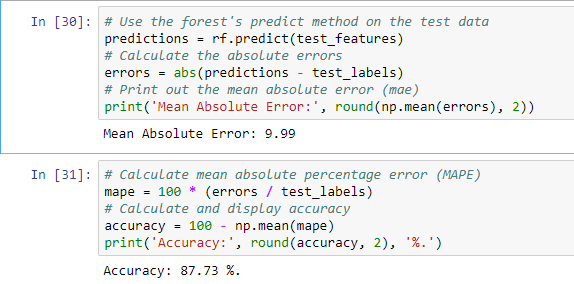 In [30]: # Use the forest's predict method on the test data
predictions = rf.predict(test_features)
# Calculate the absolute errors
errors = abs(predictions - test_labels)
# Print out the mean absolute error (mae)
print('Mean Absolute Error:', round(np.mean(errors), 2))
Mean Absolute Error: 9.99
In [31]: # Calculate mean absolute percentage error (MAPE)
mape = 100 * (errors / test_labels)
# Calculate and display accuracy
accuracy = 100 - np.mean(mape)
print('Accuracy:', round(accuracy, 2), '%.')
Accuracy: 87.73 %.